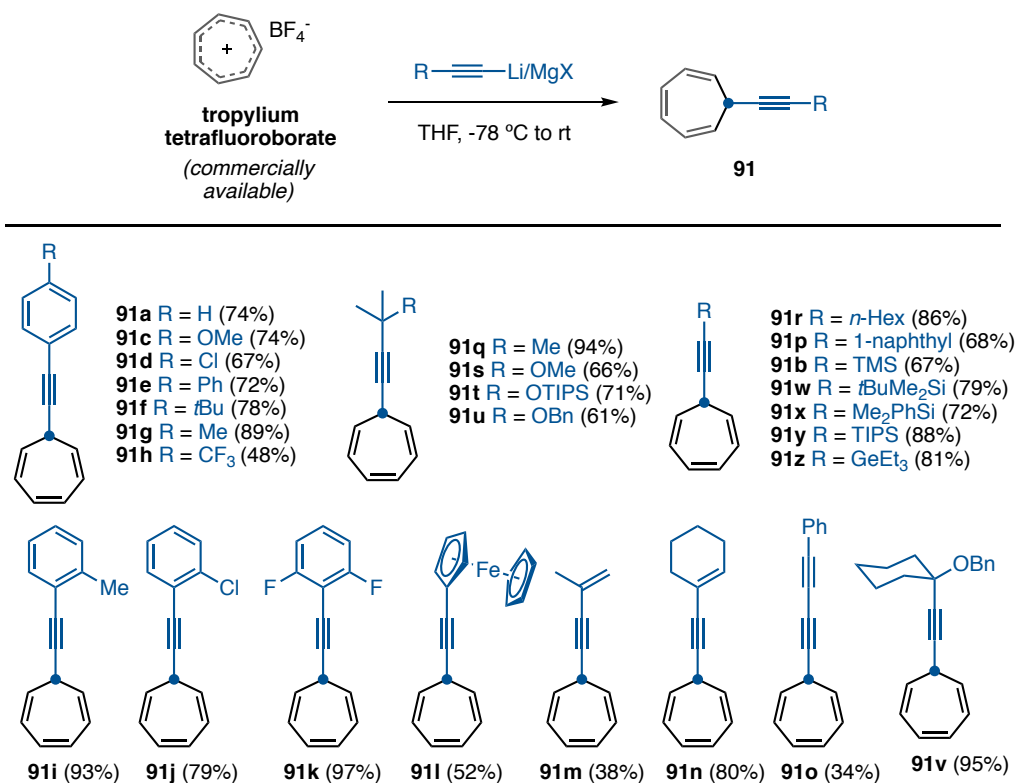 +
BF4-
R
Li/MgX
THF, -78 ºC to rt
R
tropylium
tetrafluoroborate
(commercially
available)
91
R
91a R = H (74%)
91c R = OMe (74%)
91d R = Cl (67%)
91e R = Ph (72%)
91f R = tBu (78%)
91g R = Me (89%)
91h R = CF3 (48%)
R
91q R = Me (94%)
91s R = OMe (66%)
91t R = OTIPS (71%)
91u R = OBn (61%)
R
91r R = n-Hex (86%)
91p R = 1-naphthyl (68%)
91b R = TMS (67%)
91w R = tBuMe2Si (79%)
91x R = Me2PhSi (72%)
91y R = TIPS (88%)
91z R = GeEt3 (81%)
Me
Cl
F
F
Fe
Ph
OBn
91i (93%)
91j (79%)
91k (97%)
91l (52%)
91m (38%)
91n (80%)
91o (34%)
91v (95%)